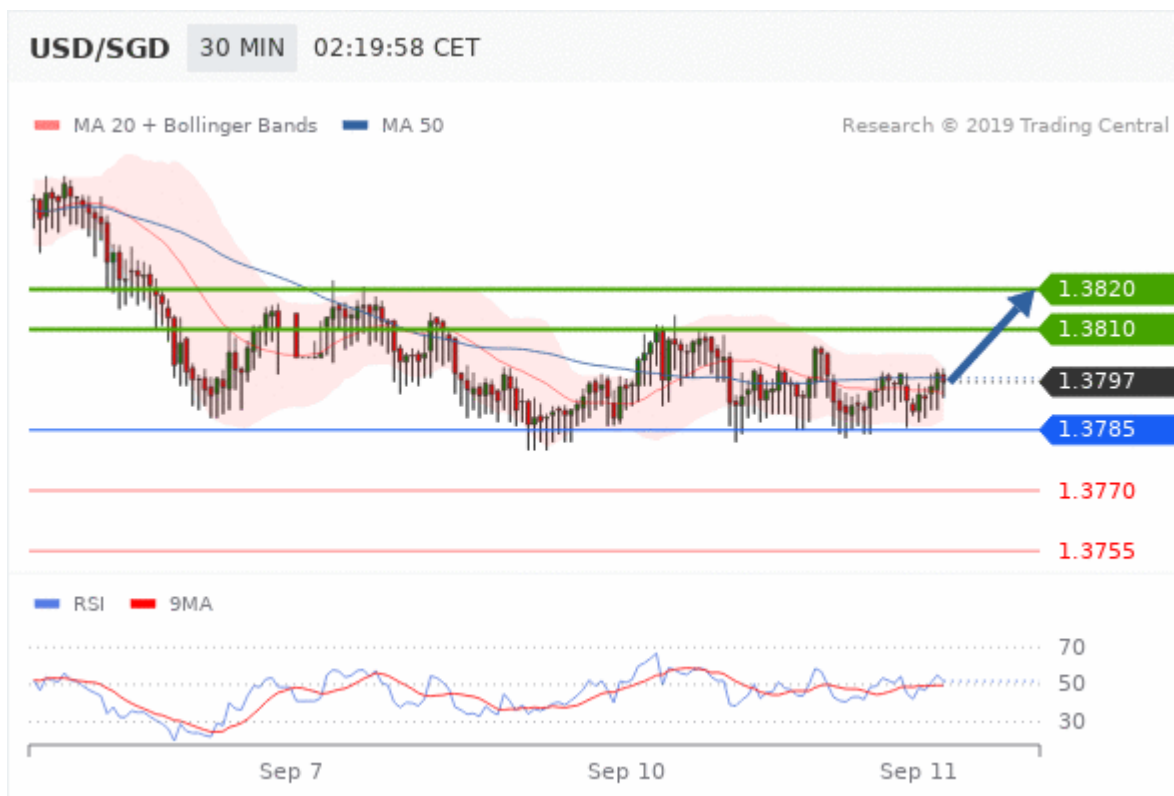 USD/SGD 30 MIN 02:19:58 CET
MA 20 + Bollinger Bands MA 50 Research © 2019 Trading Central
1.3820
1.3810
1.3797
1.3785
1.3770
1.3755
RSI 9MA
70
50
30
Sep 7 Sep 10 Sep 11